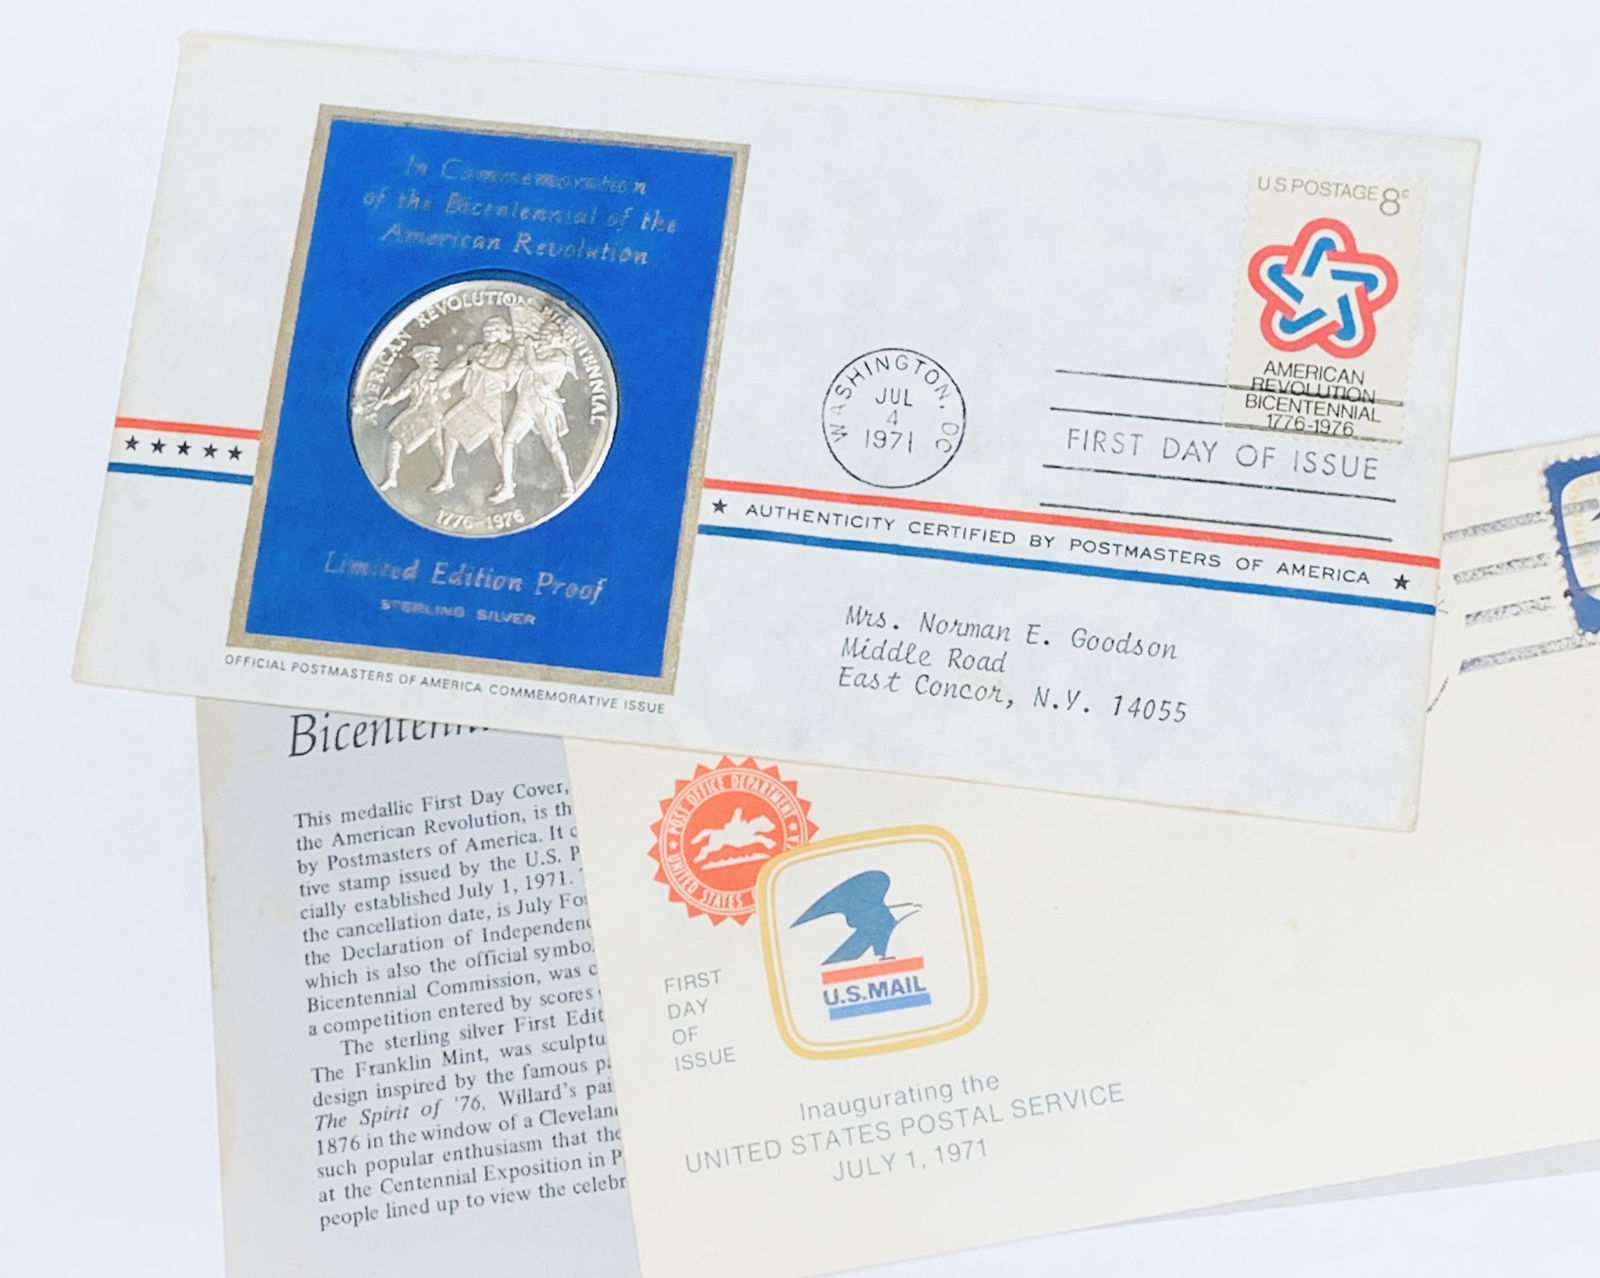 In Commemoration
of the Bicentennial of the
American Revolution
AMERICAN REVOLUTION BICENTENNIAL
1776-1976
Limited Edition Proof
STERLING SILVER
OFFICIAL POSTMASTERS OF AMERICA COMMEMORATIVE ISSUE
U.S. POSTAGE 8c
AMERICAN
REVOLUTION
BICENTENNIAL
1776-1976
WASHINGTON, DC
JUL
4
1971
FIRST DAY OF ISSUE
AUTHENTICITY CERTIFIED BY POSTMASTERS OF AMERICA
Mrs. Norman E. Goodson
Middle Road
East Concor, N.Y. 14055
This medallic First Day Cover,
the American Revolution, is th
by Postmasters of America. It c
tive stamp issued by the U.S. P
cially established July 1, 1971.
the cancellation date, is July Fo
the Declaration of Independenc
which is also the official symbo
Bicentennial Commission, was c
a competition entered by scores
The sterling silver First Edit
The Franklin Mint, was sculptu
design inspired by the famous pa
The Spirit of '76, Willard's pai
1876 in the window of a Clevelan
such popular enthusiasm that the
at the Centennial Exposition in P
people lined up to view the celebr
POST OFFICE DEPARTMENT
UNITED STATES
U.S.MAIL
FIRST
DAY
OF
ISSUE
Inaugurating the
UNITED STATES POSTAL SERVICE
JULY 1, 1971